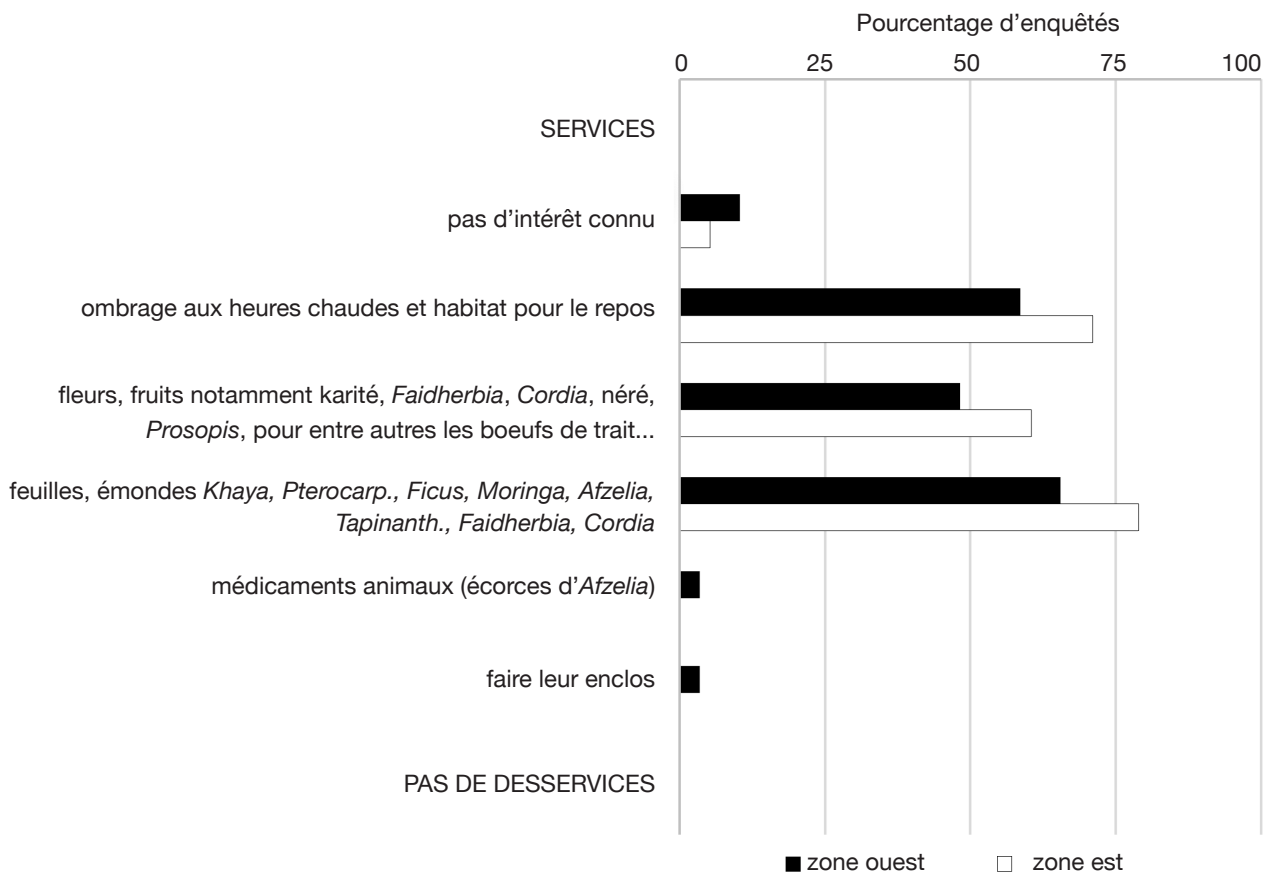 Pourcentage d’enquêtés
0 25 50 75 100
SERVICES
pas d’intérêt connu
ombrage aux heures chaudes et habitat pour le repos
fleurs, fruits notamment karité, Faidherbia, Cordia, néré,
Prosopis, pour entre autres les boeufs de trait...
feuilles, émondes Khaya, Pterocarp., Ficus, Moringa, Afzelia,
Tapinanth., Faidherbia, Cordia
médicaments animaux (écorces d’Afzelia)
faire leur enclos
PAS DE DESSERVICES
zone ouest zone est